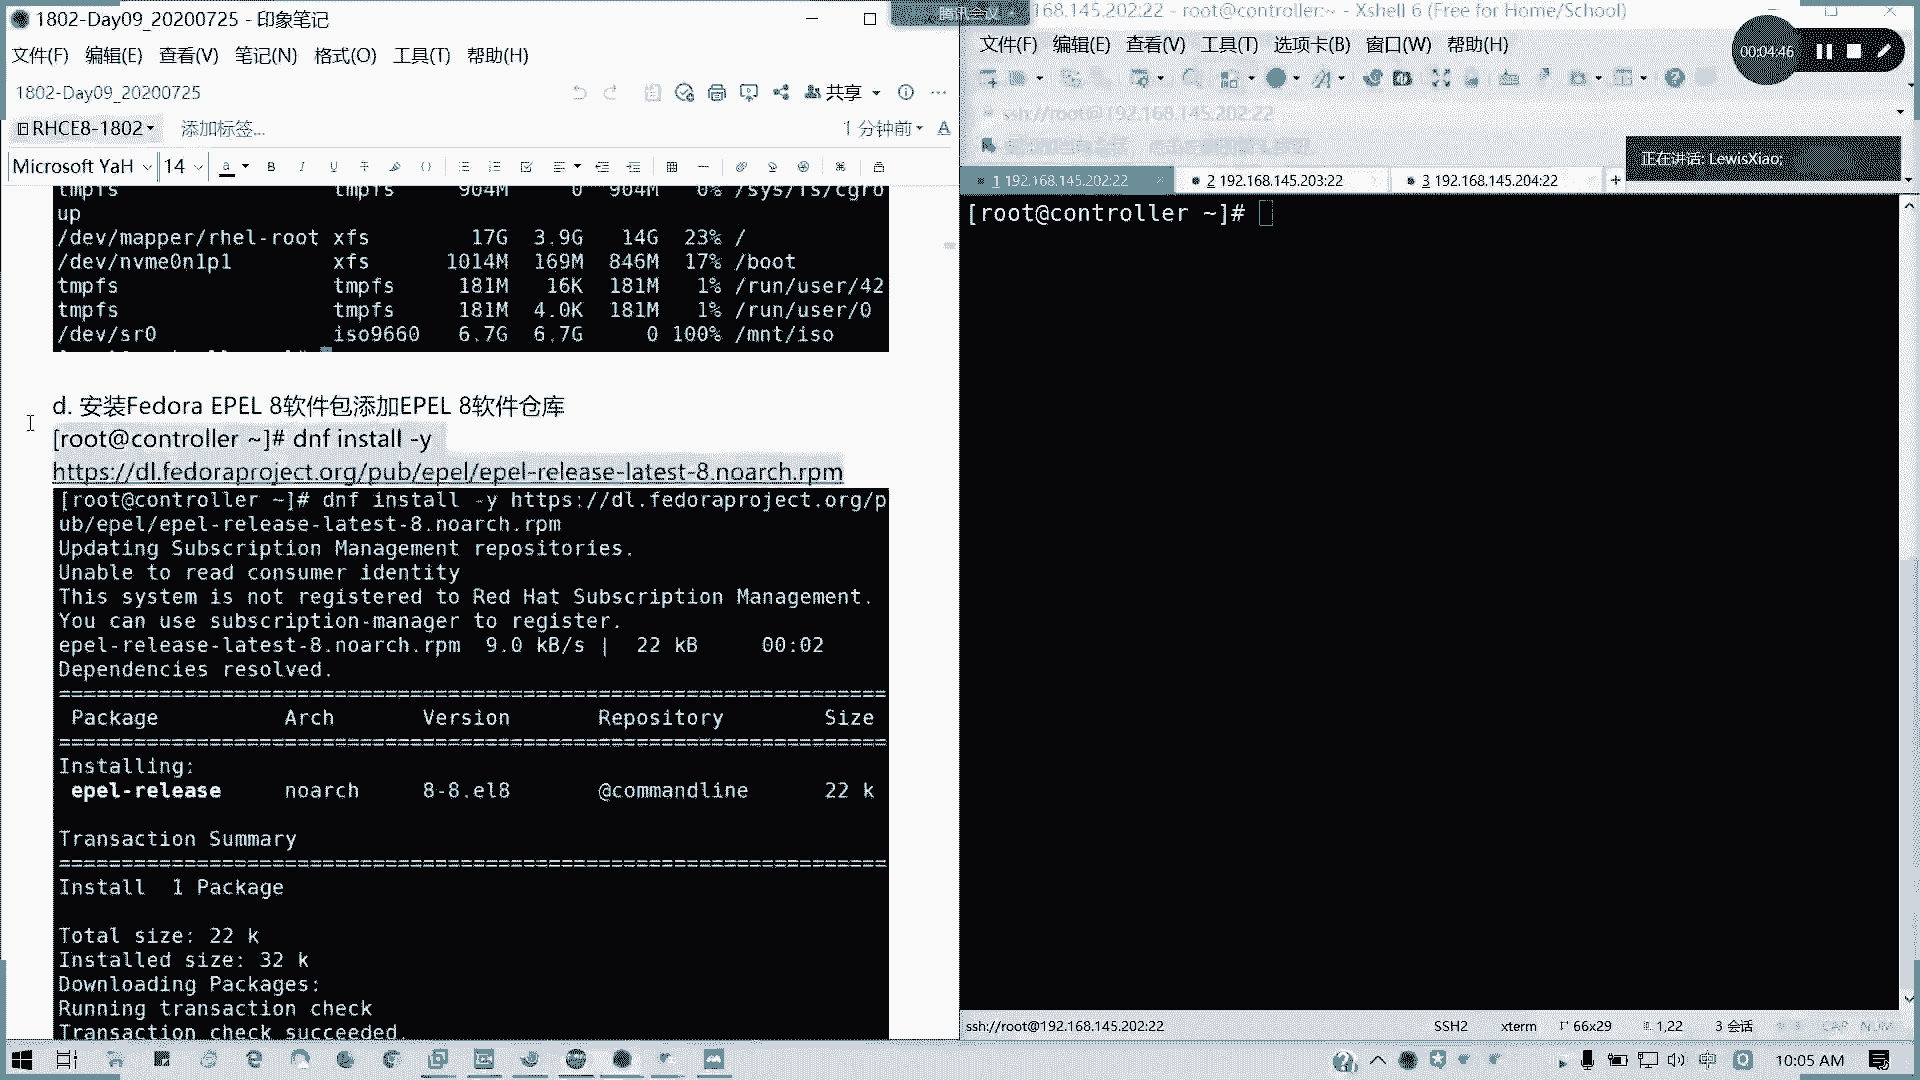 1802-Day09_20200725 - 印象笔记
文件(F) 编辑(E) 查看(V) 笔记(N) 格式(O) 工具(T) 帮助(H)
1802-Day09_20200725
共享
RHCE8-1802 添加标签...
1 分钟前
Microsoft YaH 14
tmpfs tmpfs 904M 0 904M 0% /sys/fs/cgro
up
/dev/mapper/rhel-root xfs 17G 3.9G 14G 23% /
/dev/nvme0n1p1 xfs 1014M 169M 846M 17% /boot
tmpfs tmpfs 181M 16K 181M 1% /run/user/42
tmpfs tmpfs 181M 4.0K 181M 1% /run/user/0
/dev/sr0 iso9660 6.7G 6.7G 0 100% /mnt/iso
d. 安装Fedora EPEL 8软件包添加EPEL 8软件仓库
[root@controller ~]# dnf install -y
https://dl.fedoraproject.org/pub/epel/epel-release-latest-8.noarch.rpm
[root@controller ~]# dnf install -y https://dl.fedoraproject.org/p
ub/epel/epel-release-latest-8.noarch.rpm
Updating Subscription Management repositories.
Unable to read consumer identity
This system is not registered to Red Hat Subscription Management.
You can use subscription-manager to register.
epel-release-latest-8.noarch.rpm 9.0 kB/s | 22 kB 00:02
Dependencies resolved.
Package Arch Version Repository Size
Installing:
epel-release noarch 8-8.el8 @commandline 22 k
Transaction Summary
Install 1 Package
Total size: 22 k
Installed size: 32 k
Downloading Packages:
Running transaction check
Transaction check succeeded.
腾讯会议
168.145.202:22 - root@controller:~ - Xshell 6 (Free for Home/School)
文件(F) 编辑(E) 查看(V) 工具(T) 选项卡(B) 窗口(W) 帮助(H)
00:04:46
ssh://root@192.168.145.202:22
正在讲话: LewisXiao;
1 192.168.145.202:22
2 192.168.145.203:22
3 192.168.145.204:22
[root@controller ~]#
ssh://root@192.168.145.202:22 SSH2 xterm 66x29 1,22 3 会话 CAP NUM
中 10:05 AM